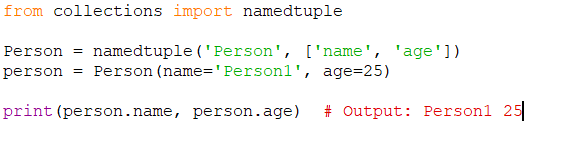 from collections import namedtuple
Person = namedtuple('Person', ['name', 'age'])
person = Person(name='Person1', age=25)
print(person.name, person.age)  # Output: Person1 25